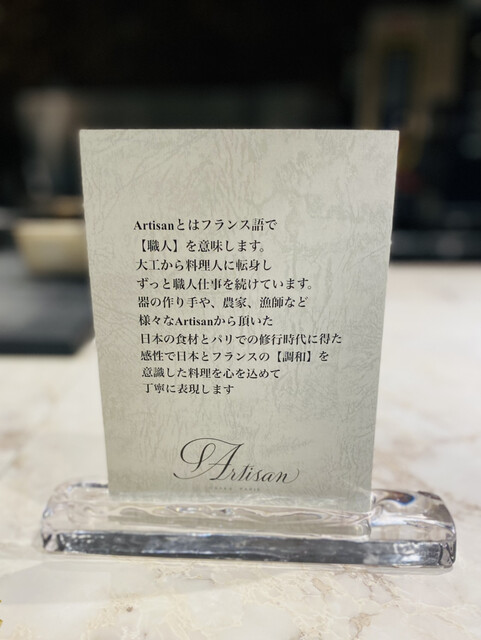 Artisanとはフランス語で
【職人】を意味します。
大工から料理人に転身し
ずっと職人仕事を続けています。
器の作り手や、農家、漁師など
様々なArtisanから頂いた
日本の食材とパリでの修行時代に得た
感性で日本とフランスの【調和】を
意識した料理を心を込めて
丁寧に表現します
Artisan